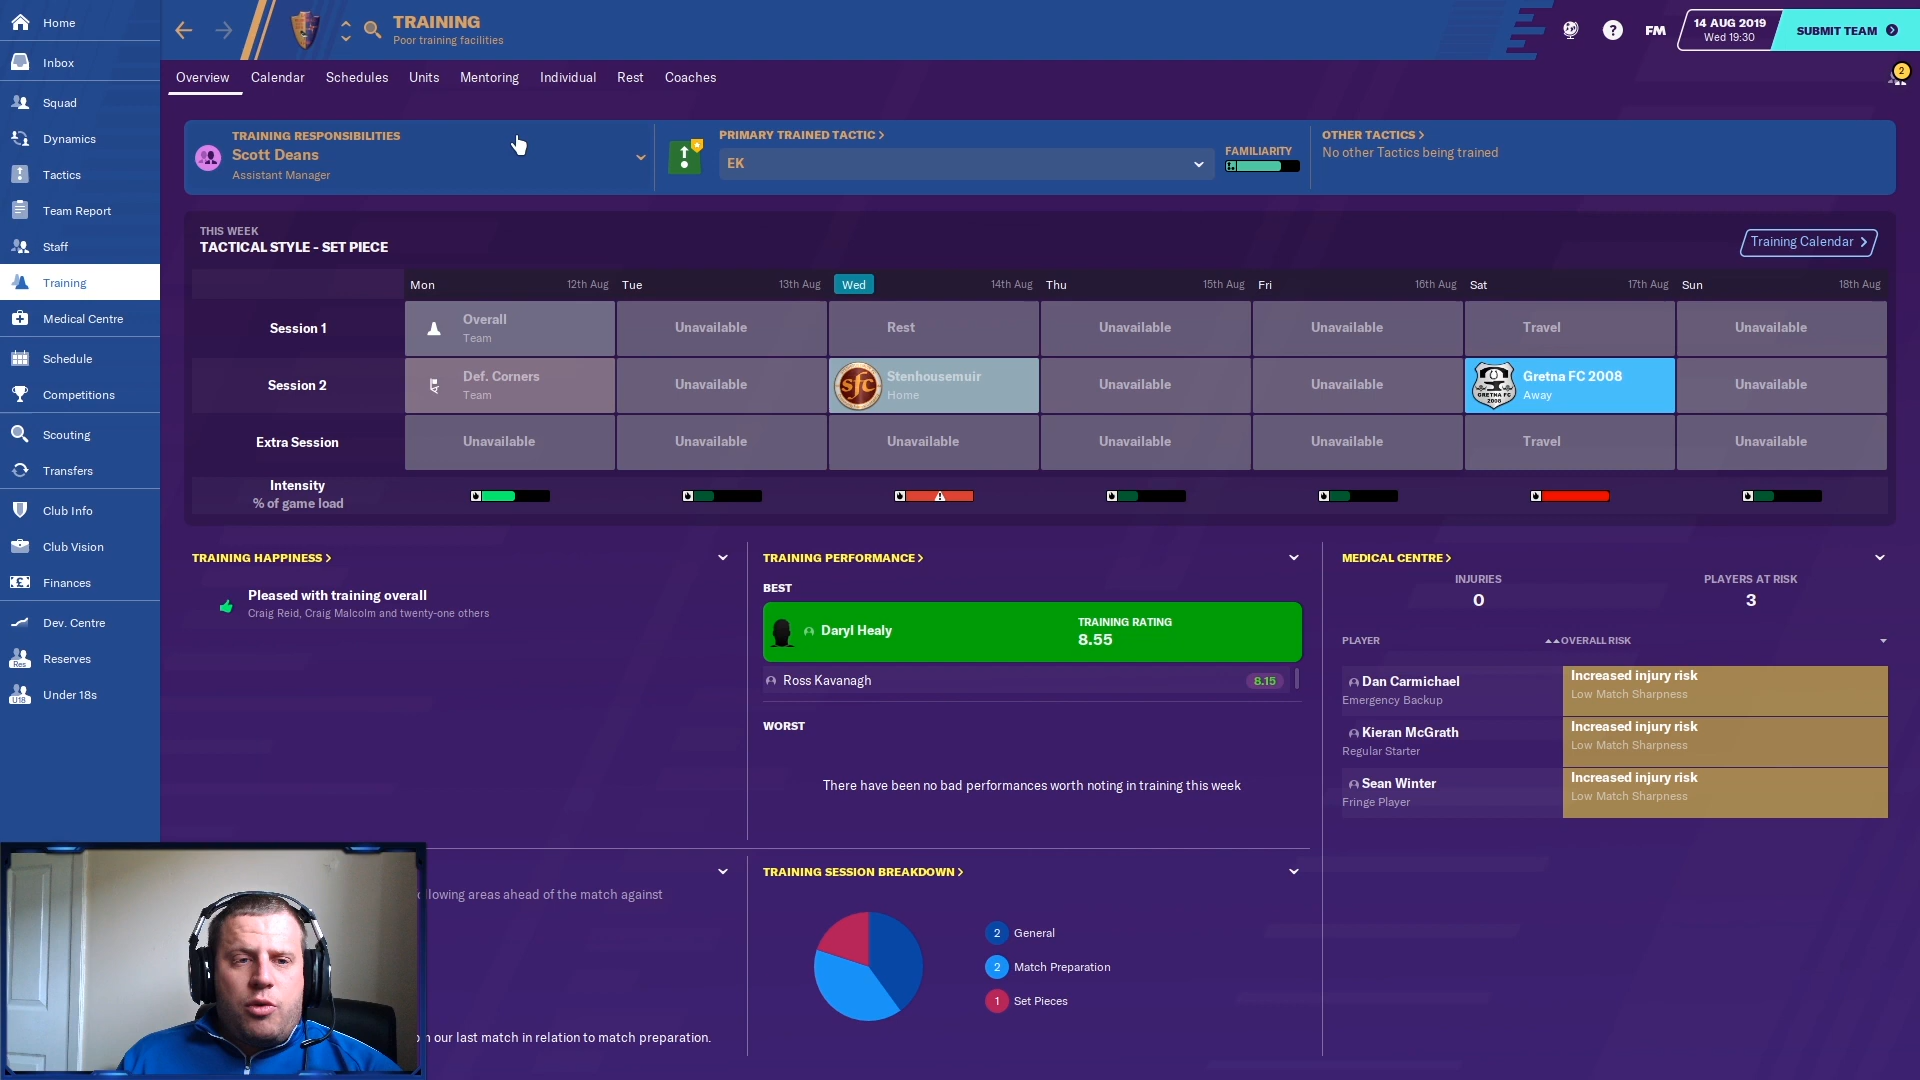 Home
Inbox
Squad
Dynamics
Tactics
Team Report
Staff
Training
Medical Centre
Schedule
Competitions
Scouting
Transfers
Club Info
Club Vision
Finances
Dev. Centre
Res
Reserves
U18
Under 18s
TRAINING
Poor training facilities
FM
14 AUG 2019
Wed 19:30
SUBMIT TEAM
Overview Calendar Schedules Units Mentoring Individual Rest Coaches
2
TRAINING RESPONSIBILITIES
Scott Deans
Assistant Manager
PRIMARY TRAINED TACTIC >
EK
FAMILIARITY
OTHER TACTICS >
No other Tactics being trained
THIS WEEK
TACTICAL STYLE - SET PIECE
Training Calendar >
Mon 12th Aug Tue 13th Aug Wed 14th Aug Thu 15th Aug Fri 16th Aug Sat 17th Aug Sun 18th Aug
Session 1
Overall
Team
Unavailable
Rest
Unavailable
Unavailable
Travel
Unavailable
Session 2
Def. Corners
Team
Unavailable
sfc
Stenhousemuir
Home
Unavailable
Unavailable
GRETNA FC
2008
Gretna FC 2008
Away
Unavailable
Extra Session
Unavailable
Unavailable
Unavailable
Unavailable
Unavailable
Travel
Unavailable
Intensity
% of game load
TRAINING HAPPINESS >
Pleased with training overall
Craig Reid, Craig Malcolm and twenty-one others
TRAINING PERFORMANCE >
BEST
Daryl Healy
TRAINING RATING
8.55
Ross Kavanagh 8.15
WORST
There have been no bad performances worth noting in training this week
MEDICAL CENTRE >
INJURIES
0
PLAYERS AT RISK
3
PLAYER OVERALL RISK
Dan Carmichael
Emergency Backup
Increased injury risk
Low Match Sharpness
Kieran McGrath
Regular Starter
Increased injury risk
Low Match Sharpness
Sean Winter
Fringe Player
Increased injury risk
Low Match Sharpness
llowing areas ahead of the match against
n our last match in relation to match preparation.
TRAINING SESSION BREAKDOWN >
2 General
2 Match Preparation
1 Set Pieces